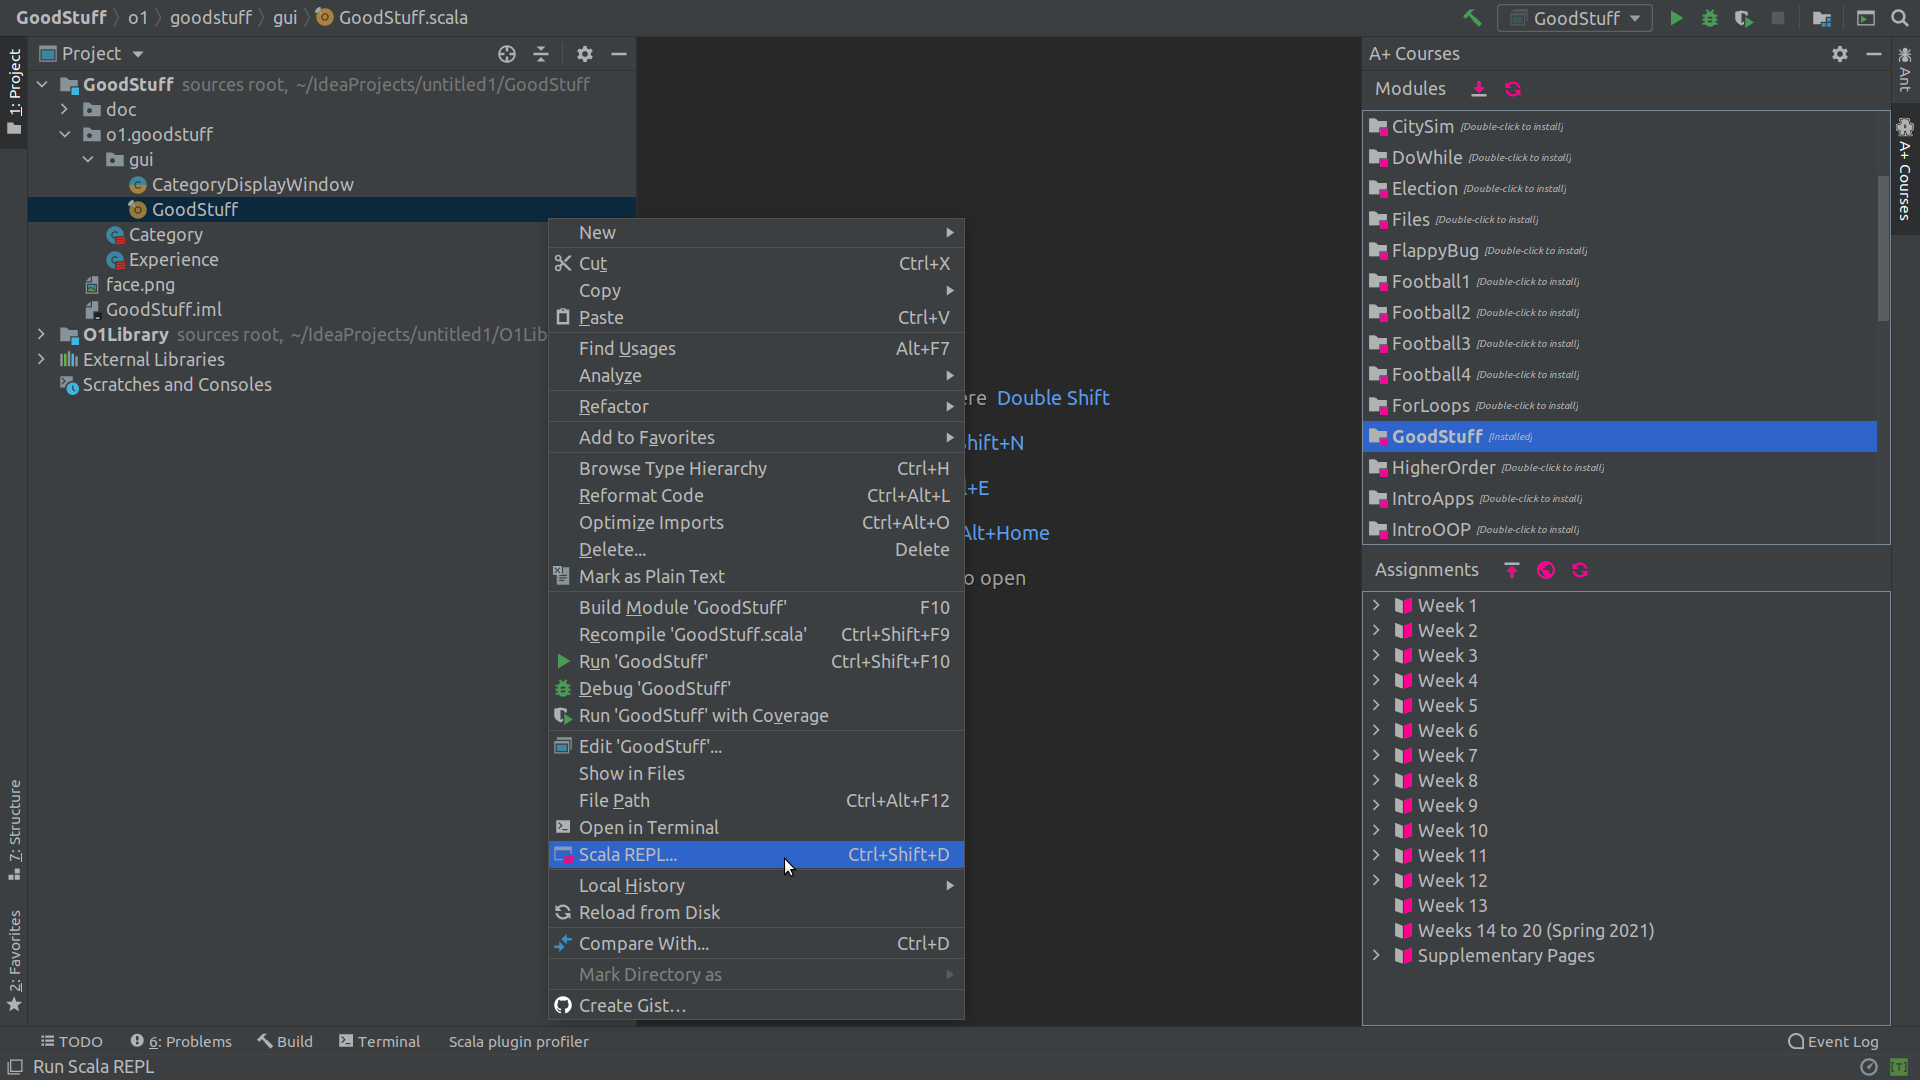 GoodStuff o1 goodstuff gui GoodStuff.scala
GoodStuff
1: Project
Project
GoodStuff sources root, ~/IdeaProjects/untitled1/GoodStuff
doc
o1.goodstuff
gui
CategoryDisplayWindow
GoodStuff
Category
Experience
face.png
GoodStuff.iml
O1Library sources root, ~/IdeaProjects/untitled1/O1Lib
External Libraries
Scratches and Consoles
7: Structure
2: Favorites
New
Cut Ctrl+X
Copy
Paste Ctrl+V
Find Usages Alt+F7
Analyze
Refactor
Add to Favorites
Browse Type Hierarchy Ctrl+H
Reformat Code Ctrl+Alt+L
Optimize Imports Ctrl+Alt+O
Delete... Delete
Mark as Plain Text
Build Module 'GoodStuff' F10
Recompile 'GoodStuff.scala' Ctrl+Shift+F9
Run 'GoodStuff' Ctrl+Shift+F10
Debug 'GoodStuff'
Run 'GoodStuff' with Coverage
Edit 'GoodStuff'...
Show in Files
File Path Ctrl+Alt+F12
Open in Terminal
Scala REPL... Ctrl+Shift+D
Local History
Reload from Disk
Compare With... Ctrl+D
Mark Directory as
Create Gist...
ere Double Shift
hift+N
+E
Alt+Home
o open
A+ Courses
Modules
CitySim [Double-click to install]
DoWhile [Double-click to install]
Election [Double-click to install]
Files [Double-click to install]
FlappyBug [Double-click to install]
Football1 [Double-click to install]
Football2 [Double-click to install]
Football3 [Double-click to install]
Football4 [Double-click to install]
ForLoops [Double-click to install]
GoodStuff [Installed]
HigherOrder [Double-click to install]
IntroApps [Double-click to install]
IntroOOP [Double-click to install]
Assignments
Week 1
Week 2
Week 3
Week 4
Week 5
Week 6
Week 7
Week 8
Week 9
Week 10
Week 11
Week 12
Week 13
Weeks 14 to 20 (Spring 2021)
Supplementary Pages
Ant
A+ Courses
TODO 6: Problems Build Terminal Scala plugin profiler Event Log
Run Scala REPL [T]